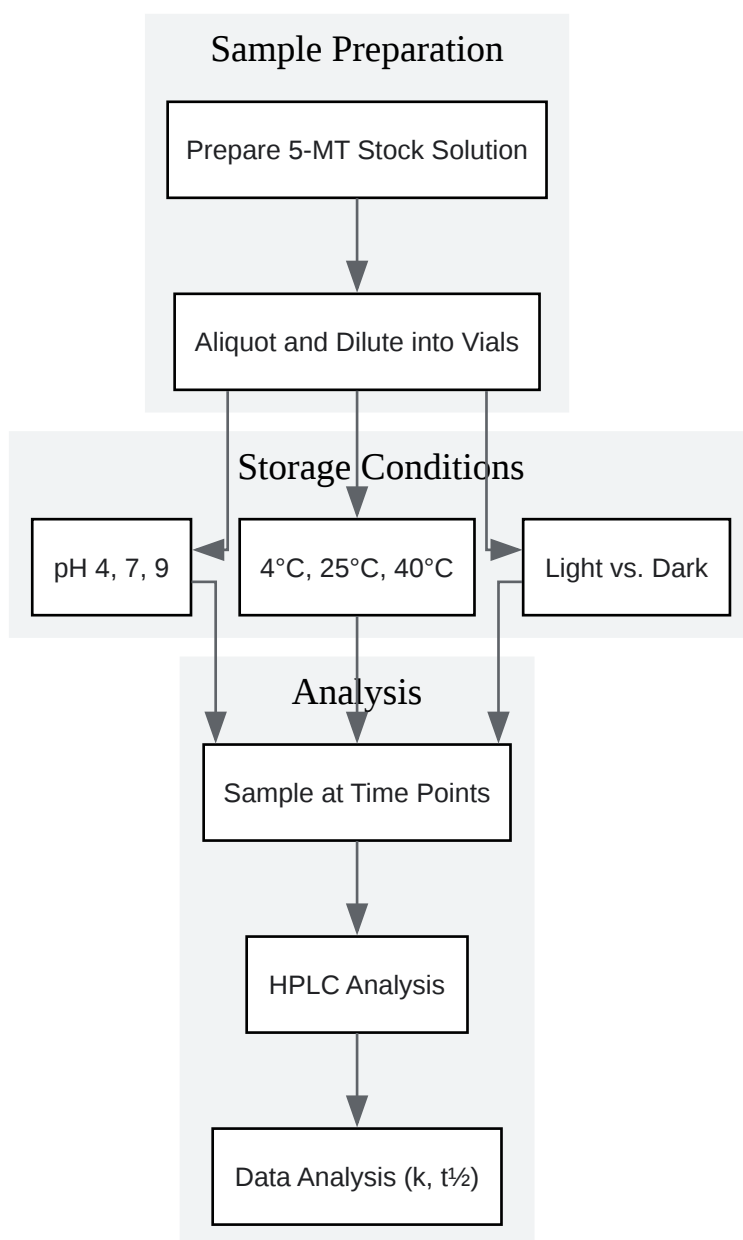 Sample Preparation
Prepare 5-MT Stock Solution
Aliquot and Dilute into Vials
Storage Conditions
pH 4, 7, 9
4°C, 25°C, 40°C
Light vs. Dark
Analysis
Sample at Time Points
HPLC Analysis
Data Analysis (k, t½)